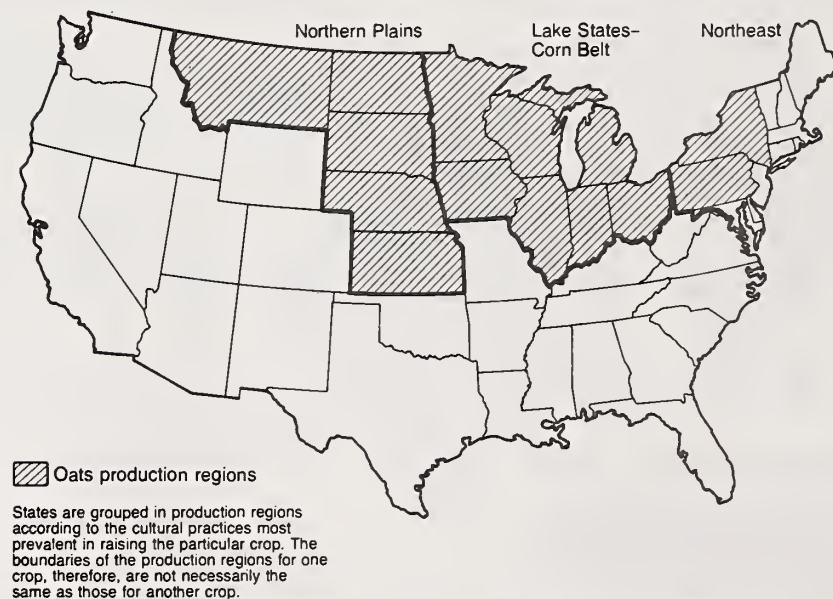 Northern Plains
Lake States–
Corn Belt
Northeast
Oats production regions
States are grouped in production regions
according to the cultural practices most
prevalent in raising the particular crop. The
boundaries of the production regions for one
crop, therefore, are not necessarily the
same as those for another crop.